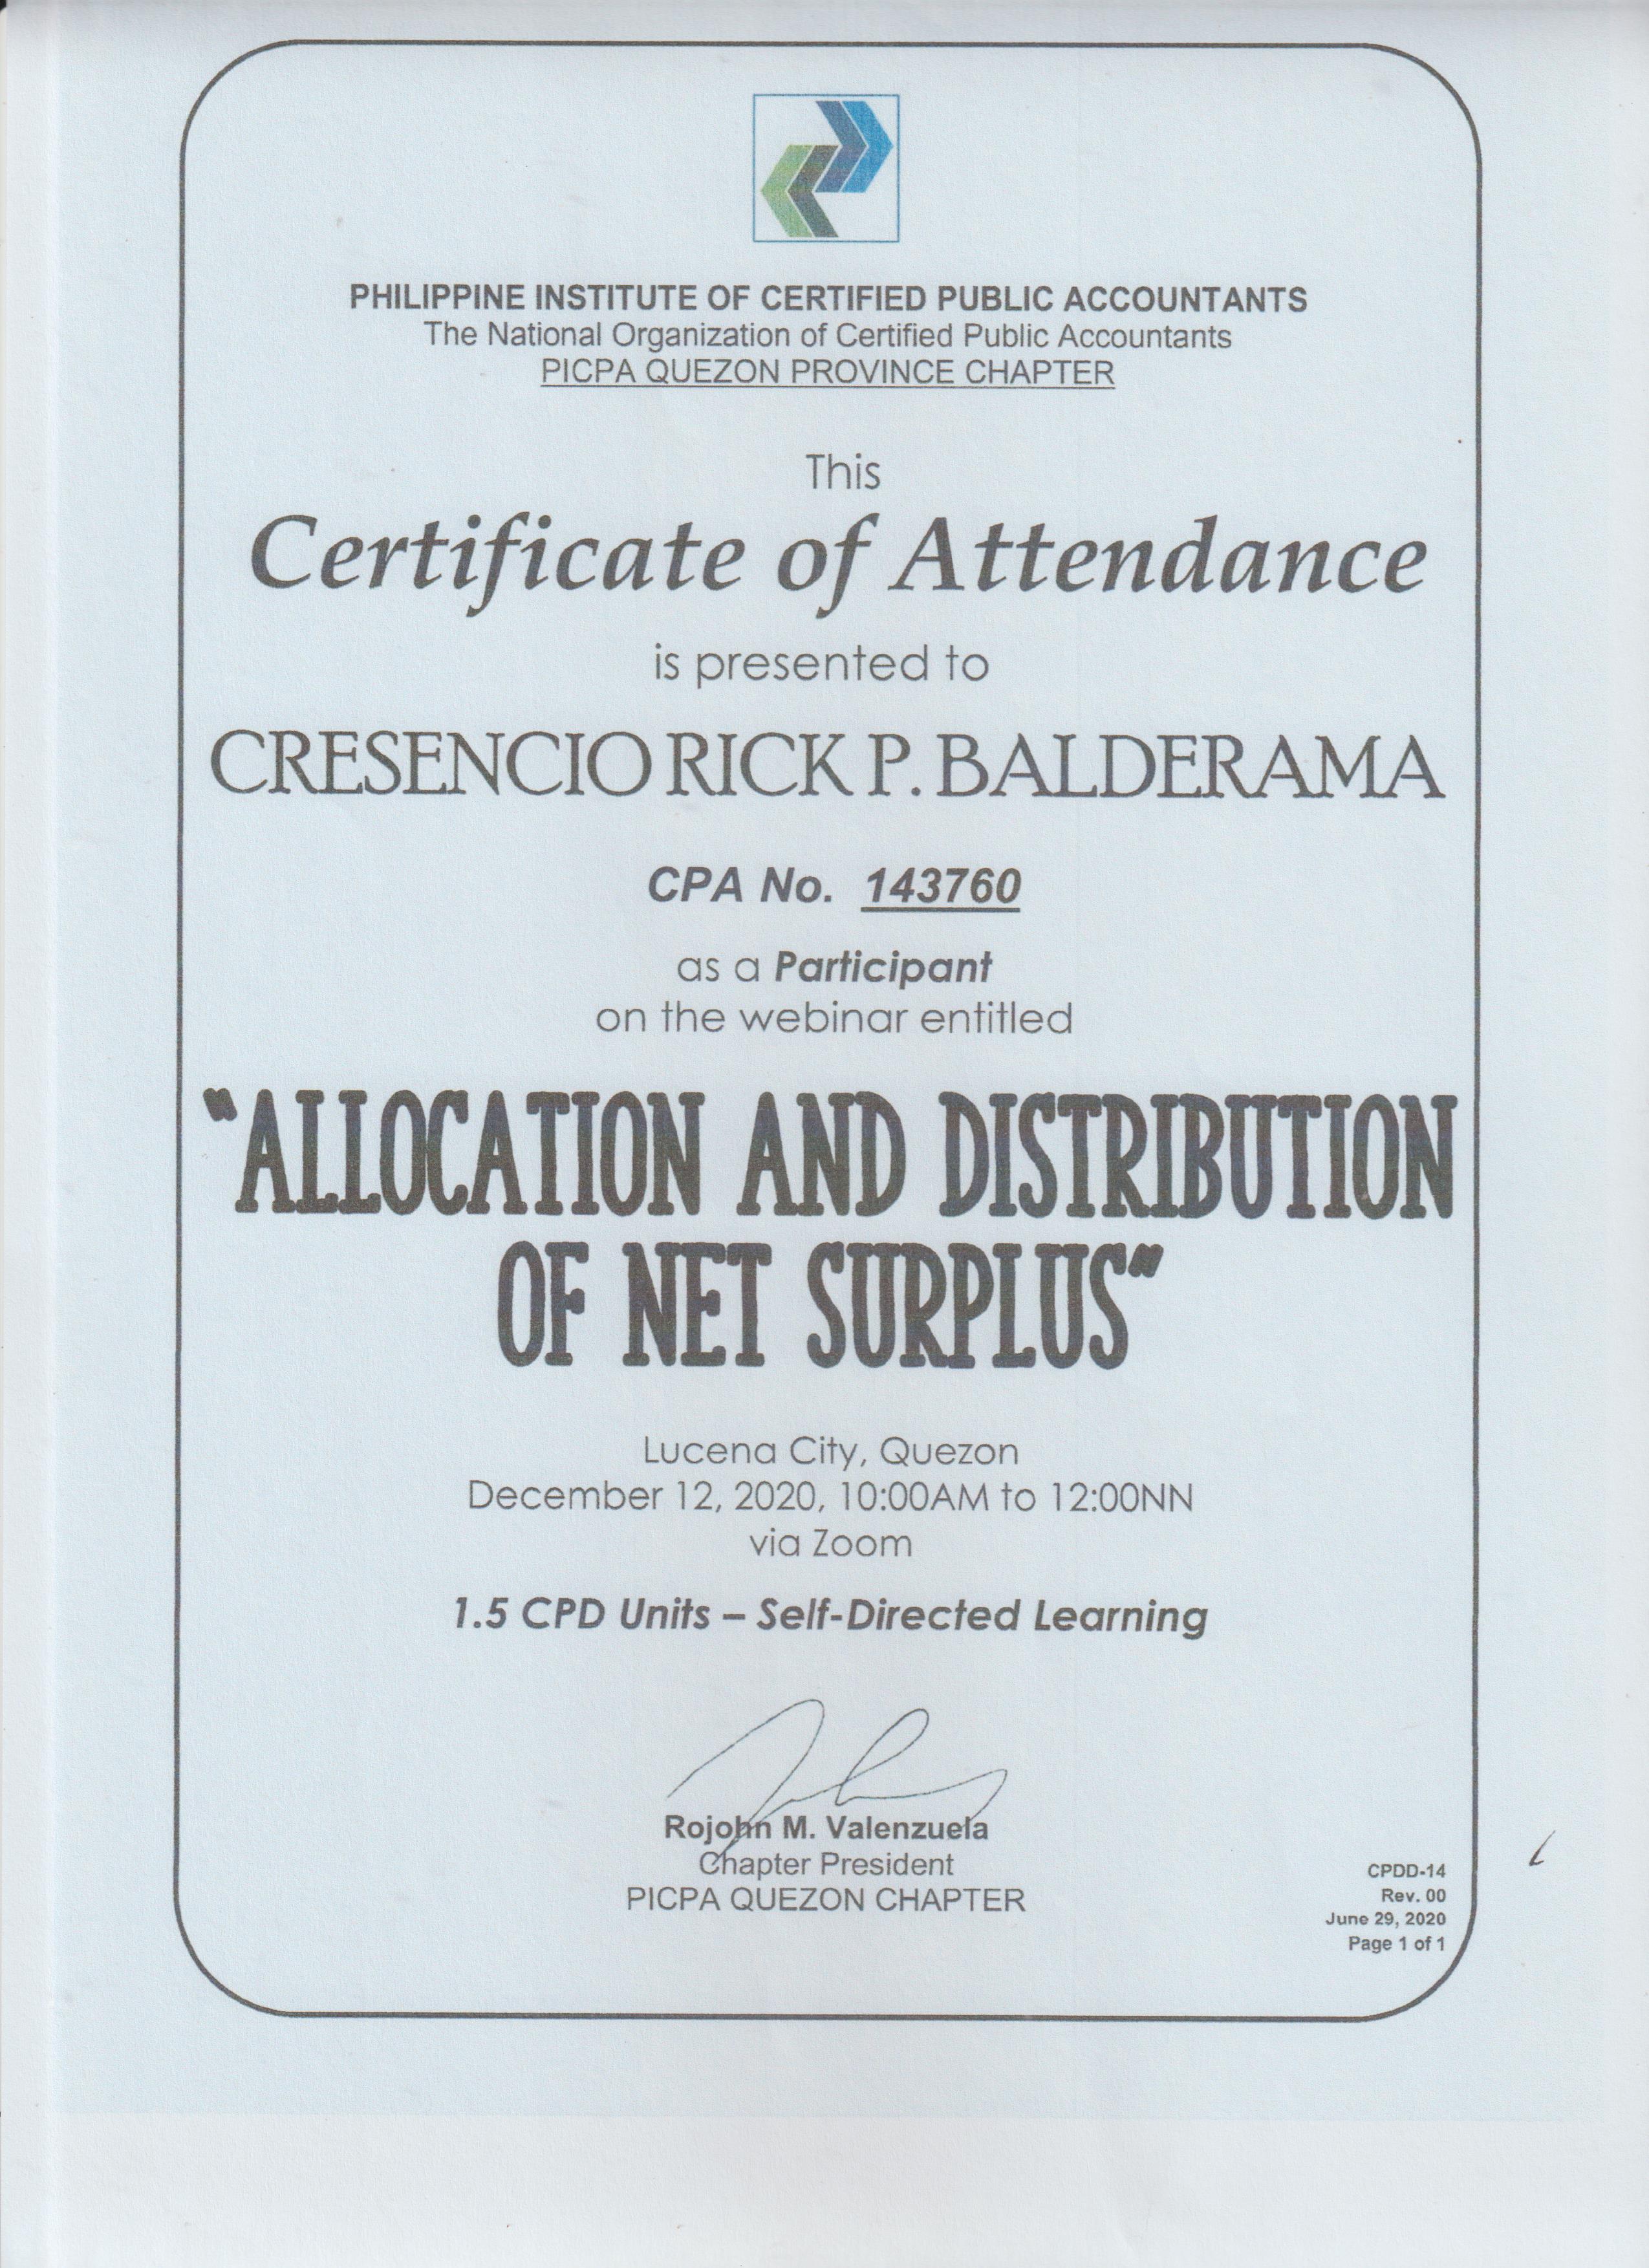 PHILIPPINE INSTITUTE OF CERTIFIED PUBLIC ACCOUNTANTS
The National Organization of Certified Public Accountants
PICPA QUEZON PROVINCE CHAPTER
This
Certificate of Attendance
is presented to
CRESENCIO RICK P. BALDERAMA
CPA No. 143760
as a Participant
on the webinar entitled
"ALLOCATION AND DISTRIBUTION
OF NET SURPLUS"
Lucena City, Quezon
December 12, 2020, 10:00AM to 12:00NN
via Zoom
1.5 CPD Units – Self-Directed Learning
Rojohn M. Valenzuela
Chapter President
PICPA QUEZON CHAPTER
CPDD-14
Rev. 00
June 29, 2020
Page 1 of 1